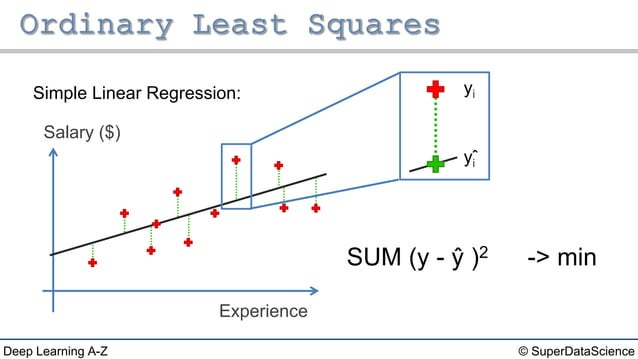 Ordinary Least Squares
Simple Linear Regression:
Salary ($)
yᵢ
ŷᵢ
SUM (y - ŷ )² -> min
Experience
Deep Learning A-Z
© SuperDataScience